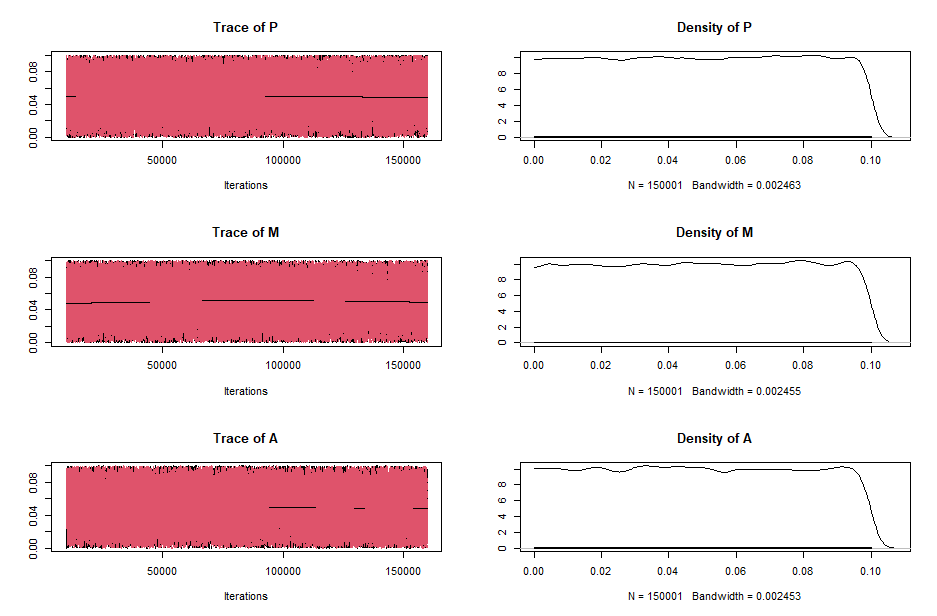 Trace of P
0.00 0.04 0.08
50000 100000 150000
Iterations
Density of P
0 2 4 6 8
0.00 0.02 0.04 0.06 0.08 0.10
N = 150001 Bandwidth = 0.002463
Trace of M
0.00 0.04 0.08
50000 100000 150000
Iterations
Density of M
0 2 4 6 8
0.00 0.02 0.04 0.06 0.08 0.10
N = 150001 Bandwidth = 0.002455
Trace of A
0.00 0.04 0.08
50000 100000 150000
Iterations
Density of A
0 2 4 6 8
0.00 0.02 0.04 0.06 0.08 0.10
N = 150001 Bandwidth = 0.002453